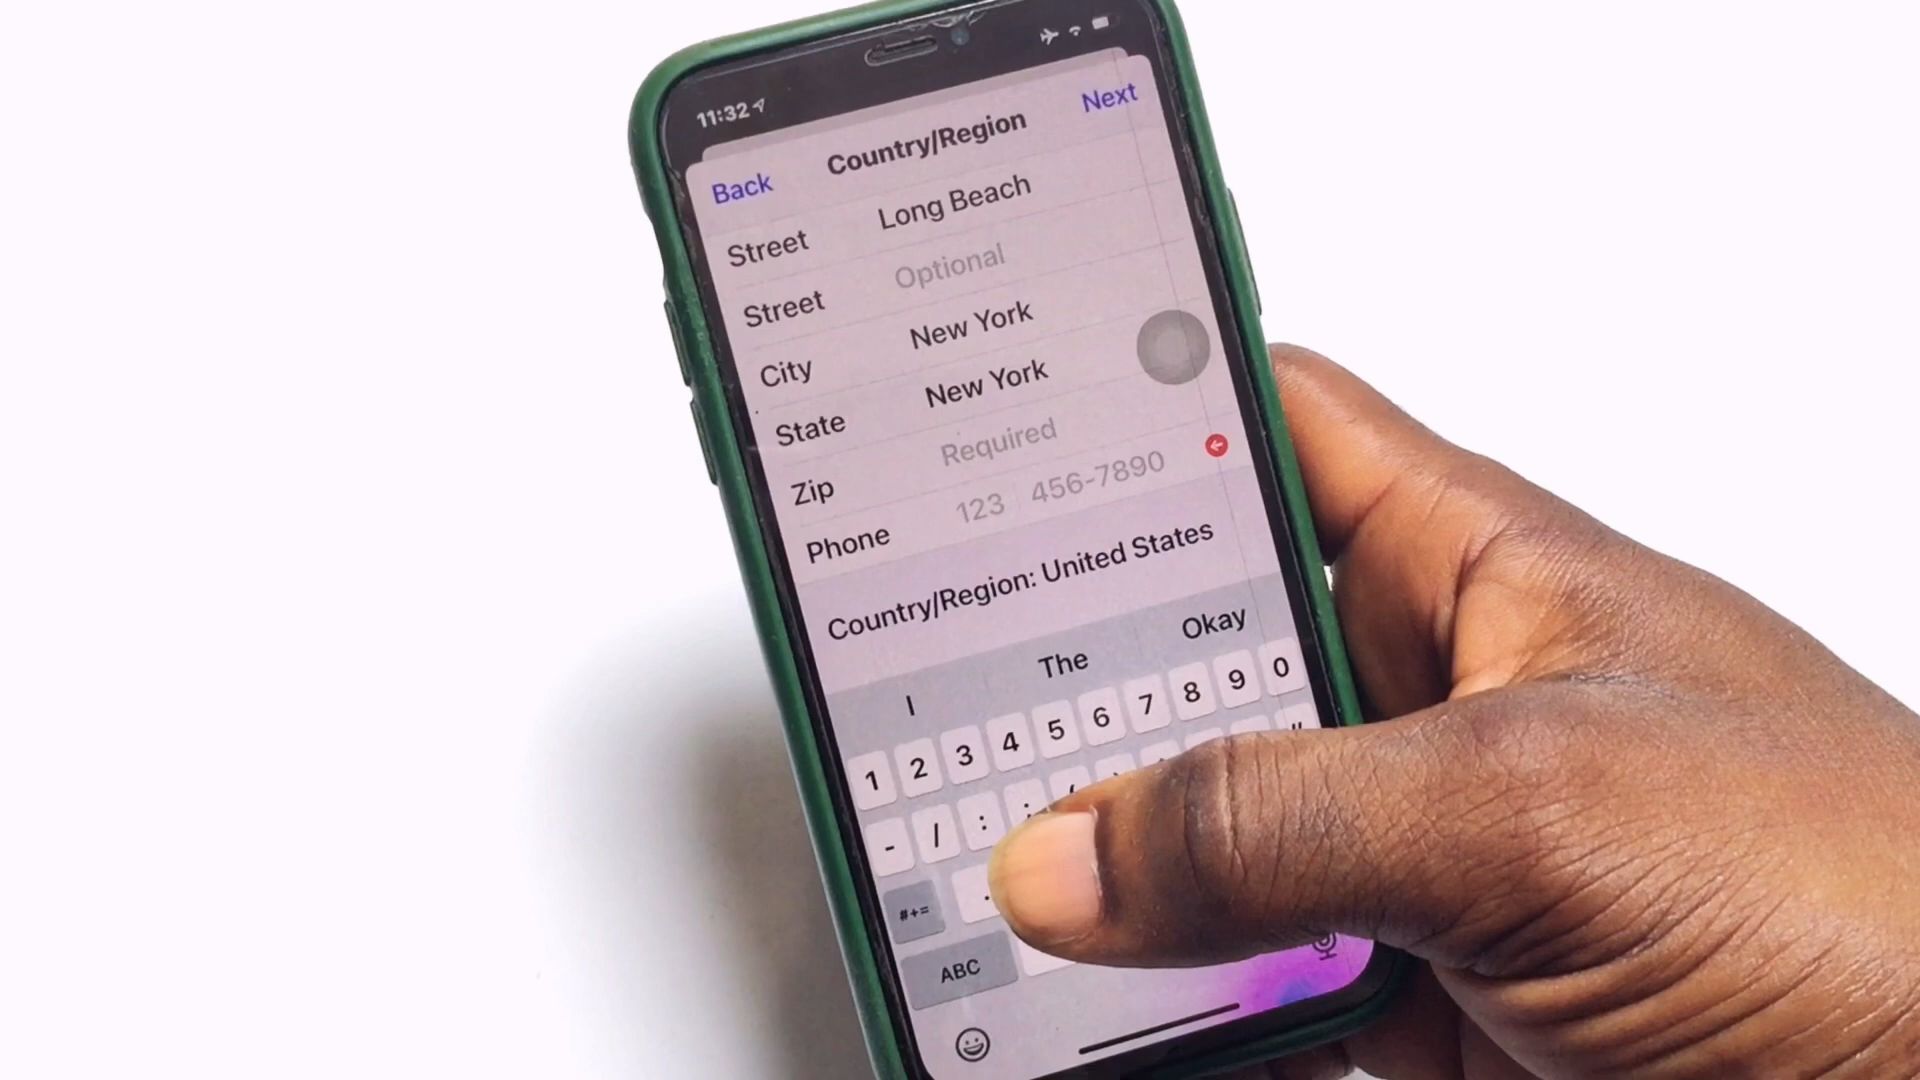 11:32
Back Country/Region Next
Street Long Beach
Street Optional
City New York
State New York
Zip Required
Phone 123 456-7890
Country/Region: United States
I The Okay
1 2 3 4 5 6 7 8 9 0
- / : ; ( "
#+= .
ABC